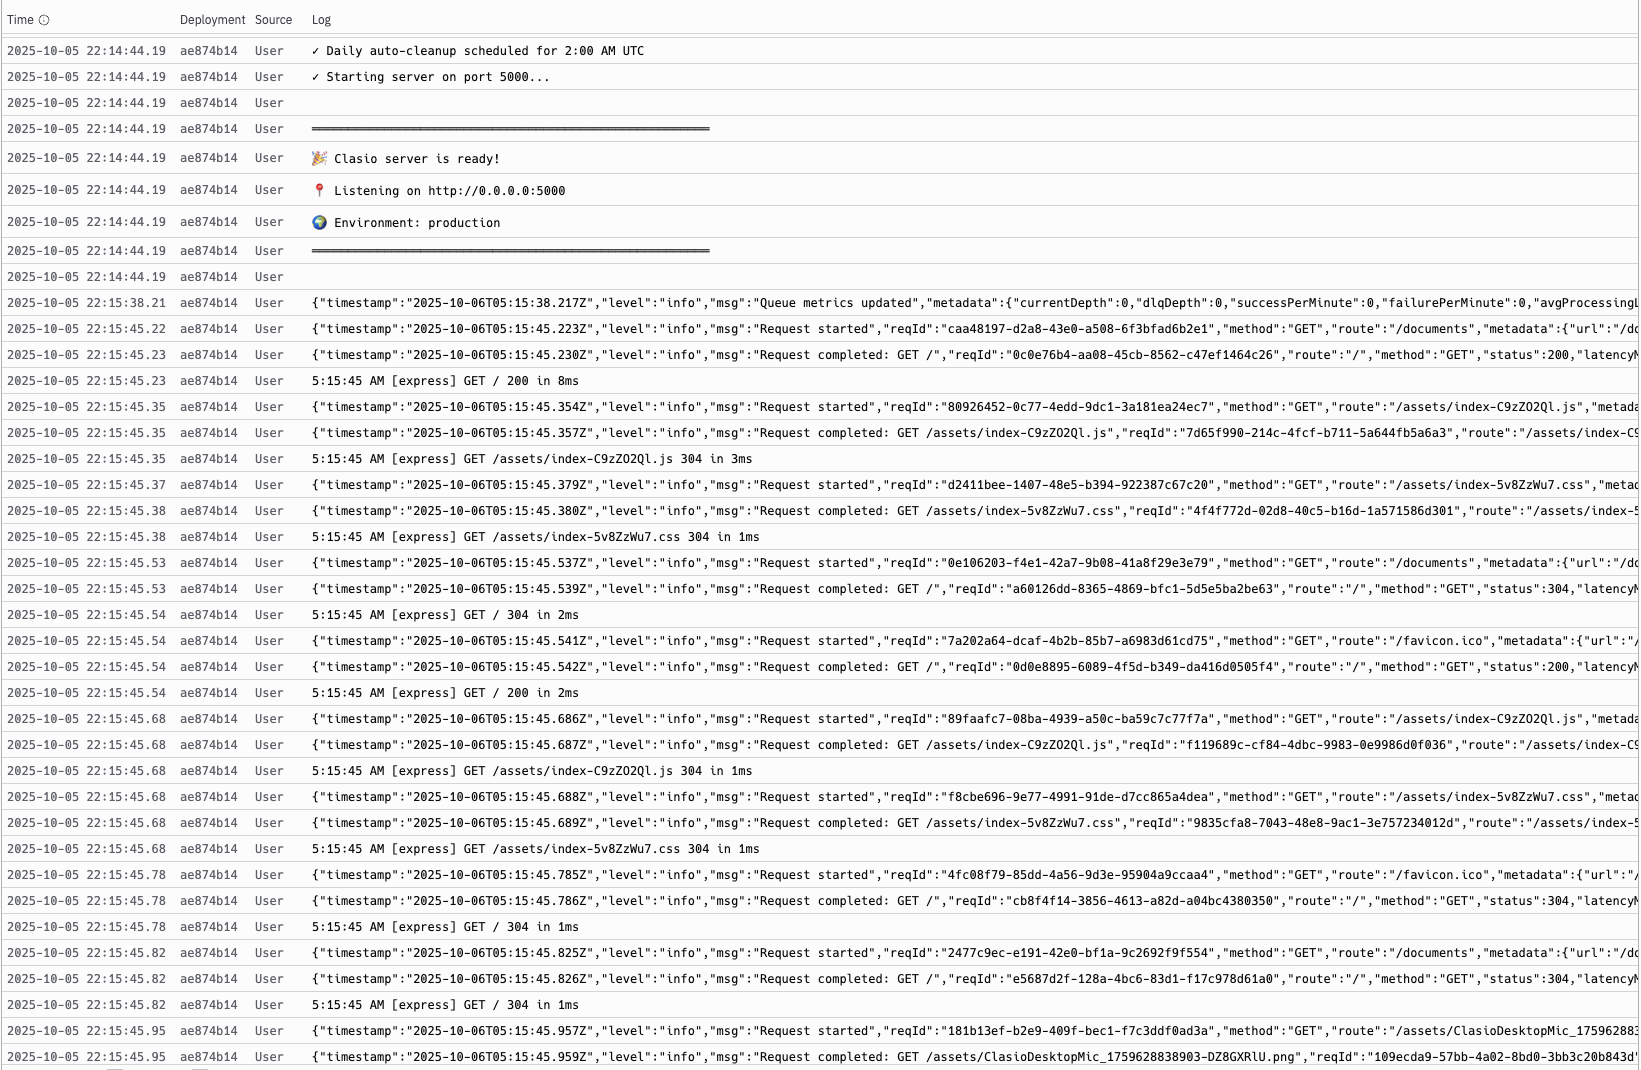 Time Deployment Source Log
2025-10-05 22:14:44.19 ae874b14 User ✓ Daily auto-cleanup scheduled for 2:00 AM UTC
2025-10-05 22:14:44.19 ae874b14 User ✓ Starting server on port 5000...
2025-10-05 22:14:44.19 ae874b14 User
2025-10-05 22:14:44.19 ae874b14 User ═══════════════════════════════════════════════════════
2025-10-05 22:14:44.19 ae874b14 User 🎉 Clasio server is ready!
2025-10-05 22:14:44.19 ae874b14 User 📍 Listening on http://0.0.0.0:5000
2025-10-05 22:14:44.19 ae874b14 User 🌍 Environment: production
2025-10-05 22:14:44.19 ae874b14 User ═══════════════════════════════════════════════════════
2025-10-05 22:14:44.19 ae874b14 User
2025-10-05 22:15:38.21 ae874b14 User {"timestamp":"2025-10-06T05:15:38.217Z","level":"info","msg":"Queue metrics updated","metadata":{"currentDepth":0,"dlqDepth":0,"successPerMinute":0,"failurePerMinute":0,"avgProcessingL
2025-10-05 22:15:45.22 ae874b14 User {"timestamp":"2025-10-06T05:15:45.223Z","level":"info","msg":"Request started","reqId":"caa48197-d2a8-43e0-a508-6f3bfad6b2e1","method":"GET","route":"/documents","metadata":{"url":"/do
2025-10-05 22:15:45.23 ae874b14 User {"timestamp":"2025-10-06T05:15:45.230Z","level":"info","msg":"Request completed: GET /","reqId":"0c0e76b4-aa08-45cb-8562-c47ef1464c26","route":"/","method":"GET","status":200,"latencyM
2025-10-05 22:15:45.23 ae874b14 User 5:15:45 AM [express] GET / 200 in 8ms
2025-10-05 22:15:45.35 ae874b14 User {"timestamp":"2025-10-06T05:15:45.354Z","level":"info","msg":"Request started","reqId":"80926452-0c77-4edd-9dc1-3a181ea24ec7","method":"GET","route":"/assets/index-C9zZO2Ql.js","metada
2025-10-05 22:15:45.35 ae874b14 User {"timestamp":"2025-10-06T05:15:45.357Z","level":"info","msg":"Request completed: GET /assets/index-C9zZO2Ql.js","reqId":"7d65f990-214c-4fcf-b711-5a644fb5a6a3","route":"/assets/index-C9
2025-10-05 22:15:45.35 ae874b14 User 5:15:45 AM [express] GET /assets/index-C9zZO2Ql.js 304 in 3ms
2025-10-05 22:15:45.37 ae874b14 User {"timestamp":"2025-10-06T05:15:45.379Z","level":"info","msg":"Request started","reqId":"d2411bee-1407-48e5-b394-922387c67c20","method":"GET","route":"/assets/index-5v8ZzWu7.css","metad
2025-10-05 22:15:45.38 ae874b14 User {"timestamp":"2025-10-06T05:15:45.380Z","level":"info","msg":"Request completed: GET /assets/index-5v8ZzWu7.css","reqId":"4f4f772d-02d8-40c5-b16d-1a571586d301","route":"/assets/index-5
2025-10-05 22:15:45.38 ae874b14 User 5:15:45 AM [express] GET /assets/index-5v8ZzWu7.css 304 in 1ms
2025-10-05 22:15:45.53 ae874b14 User {"timestamp":"2025-10-06T05:15:45.537Z","level":"info","msg":"Request started","reqId":"0e106203-f4e1-42a7-9b08-41a8f29e3e79","method":"GET","route":"/documents","metadata":{"url":"/do
2025-10-05 22:15:45.53 ae874b14 User {"timestamp":"2025-10-06T05:15:45.539Z","level":"info","msg":"Request completed: GET /","reqId":"a60126dd-8365-4869-bfc1-5d5e5ba2be63","route":"/","method":"GET","status":304,"latencyM
2025-10-05 22:15:45.54 ae874b14 User 5:15:45 AM [express] GET / 304 in 2ms
2025-10-05 22:15:45.54 ae874b14 User {"timestamp":"2025-10-06T05:15:45.541Z","level":"info","msg":"Request started","reqId":"7a202a64-dcaf-4b2b-85b7-a6983d61cd75","method":"GET","route":"/favicon.ico","metadata":{"url":"/
2025-10-05 22:15:45.54 ae874b14 User {"timestamp":"2025-10-06T05:15:45.542Z","level":"info","msg":"Request completed: GET /","reqId":"0d0e8895-6089-4f5d-b349-da416d0505f4","route":"/","method":"GET","status":200,"latencyM
2025-10-05 22:15:45.54 ae874b14 User 5:15:45 AM [express] GET / 200 in 2ms
2025-10-05 22:15:45.68 ae874b14 User {"timestamp":"2025-10-06T05:15:45.686Z","level":"info","msg":"Request started","reqId":"89faafc7-08ba-4939-a50c-ba59c7c77f7a","method":"GET","route":"/assets/index-C9zZO2Ql.js","metada
2025-10-05 22:15:45.68 ae874b14 User {"timestamp":"2025-10-06T05:15:45.687Z","level":"info","msg":"Request completed: GET /assets/index-C9zZO2Ql.js","reqId":"f119689c-cf84-4dbc-9983-0e9986d0f036","route":"/assets/index-C9
2025-10-05 22:15:45.68 ae874b14 User 5:15:45 AM [express] GET /assets/index-C9zZO2Ql.js 304 in 1ms
2025-10-05 22:15:45.68 ae874b14 User {"timestamp":"2025-10-06T05:15:45.688Z","level":"info","msg":"Request started","reqId":"f8cbe696-9e77-4991-91de-d7cc865a4dea","method":"GET","route":"/assets/index-5v8ZzWu7.css","metad
2025-10-05 22:15:45.68 ae874b14 User {"timestamp":"2025-10-06T05:15:45.689Z","level":"info","msg":"Request completed: GET /assets/index-5v8ZzWu7.css","reqId":"9835cfa8-7043-48e8-9ac1-3e757234012d","route":"/assets/index-5
2025-10-05 22:15:45.68 ae874b14 User 5:15:45 AM [express] GET /assets/index-5v8ZzWu7.css 304 in 1ms
2025-10-05 22:15:45.78 ae874b14 User {"timestamp":"2025-10-06T05:15:45.785Z","level":"info","msg":"Request started","reqId":"4fc08f79-85dd-4a56-9d3e-95904a9ccaa4","method":"GET","route":"/favicon.ico","metadata":{"url":"/
2025-10-05 22:15:45.78 ae874b14 User {"timestamp":"2025-10-06T05:15:45.786Z","level":"info","msg":"Request completed: GET /","reqId":"cb8f4f14-3856-4613-a82d-a04bc4380350","route":"/","method":"GET","status":304,"latencyM
2025-10-05 22:15:45.78 ae874b14 User 5:15:45 AM [express] GET / 304 in 1ms
2025-10-05 22:15:45.82 ae874b14 User {"timestamp":"2025-10-06T05:15:45.825Z","level":"info","msg":"Request started","reqId":"2477c9ec-e191-42e0-bf1a-9c2692f9f554","method":"GET","route":"/documents","metadata":{"url":"/do
2025-10-05 22:15:45.82 ae874b14 User {"timestamp":"2025-10-06T05:15:45.826Z","level":"info","msg":"Request completed: GET /","reqId":"e5687d2f-128a-4bc6-83d1-f17c978d61a0","route":"/","method":"GET","status":304,"latencyM
2025-10-05 22:15:45.82 ae874b14 User 5:15:45 AM [express] GET / 304 in 1ms
2025-10-05 22:15:45.95 ae874b14 User {"timestamp":"2025-10-06T05:15:45.957Z","level":"info","msg":"Request started","reqId":"181b13ef-b2e9-409f-bec1-f7c3ddf0ad3a","method":"GET","route":"/assets/ClasioDesktopMic_175962883
2025-10-05 22:15:45.95 ae874b14 User {"timestamp":"2025-10-06T05:15:45.959Z","level":"info","msg":"Request completed: GET /assets/ClasioDesktopMic_1759628838903-DZ8GXRlU.png","reqId":"109ecda9-57bb-4a02-8bd0-3bb3c20b843d"